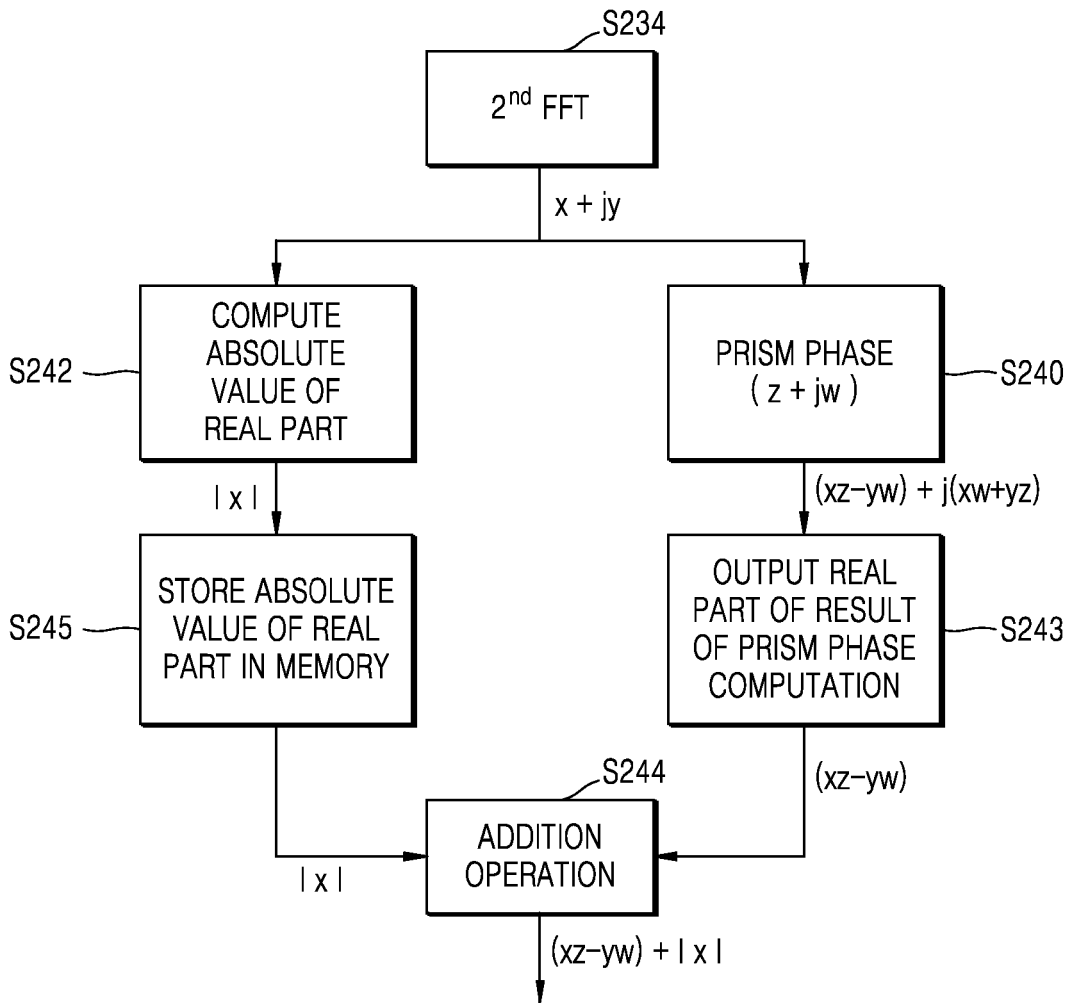 S234
2nd FFT
x + jy
COMPUTE
ABSOLUTE
VALUE OF
REAL PART
S242
PRISM PHASE
( z + jw )
S240
| x |
(xz-yw) + j(xw+yz)
STORE ABSOLUTE
VALUE OF REAL
PART IN MEMORY
S245
OUTPUT REAL
PART OF RESULT
OF PRISM PHASE
COMPUTATION
S243
S244
(xz-yw)
ADDITION
OPERATION
| x |
(xz-yw) + | x |